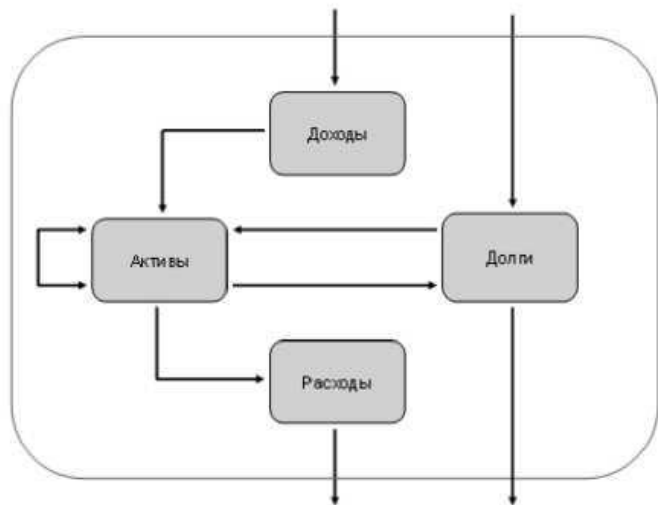 Доходы
Активы
Долги
Расходы